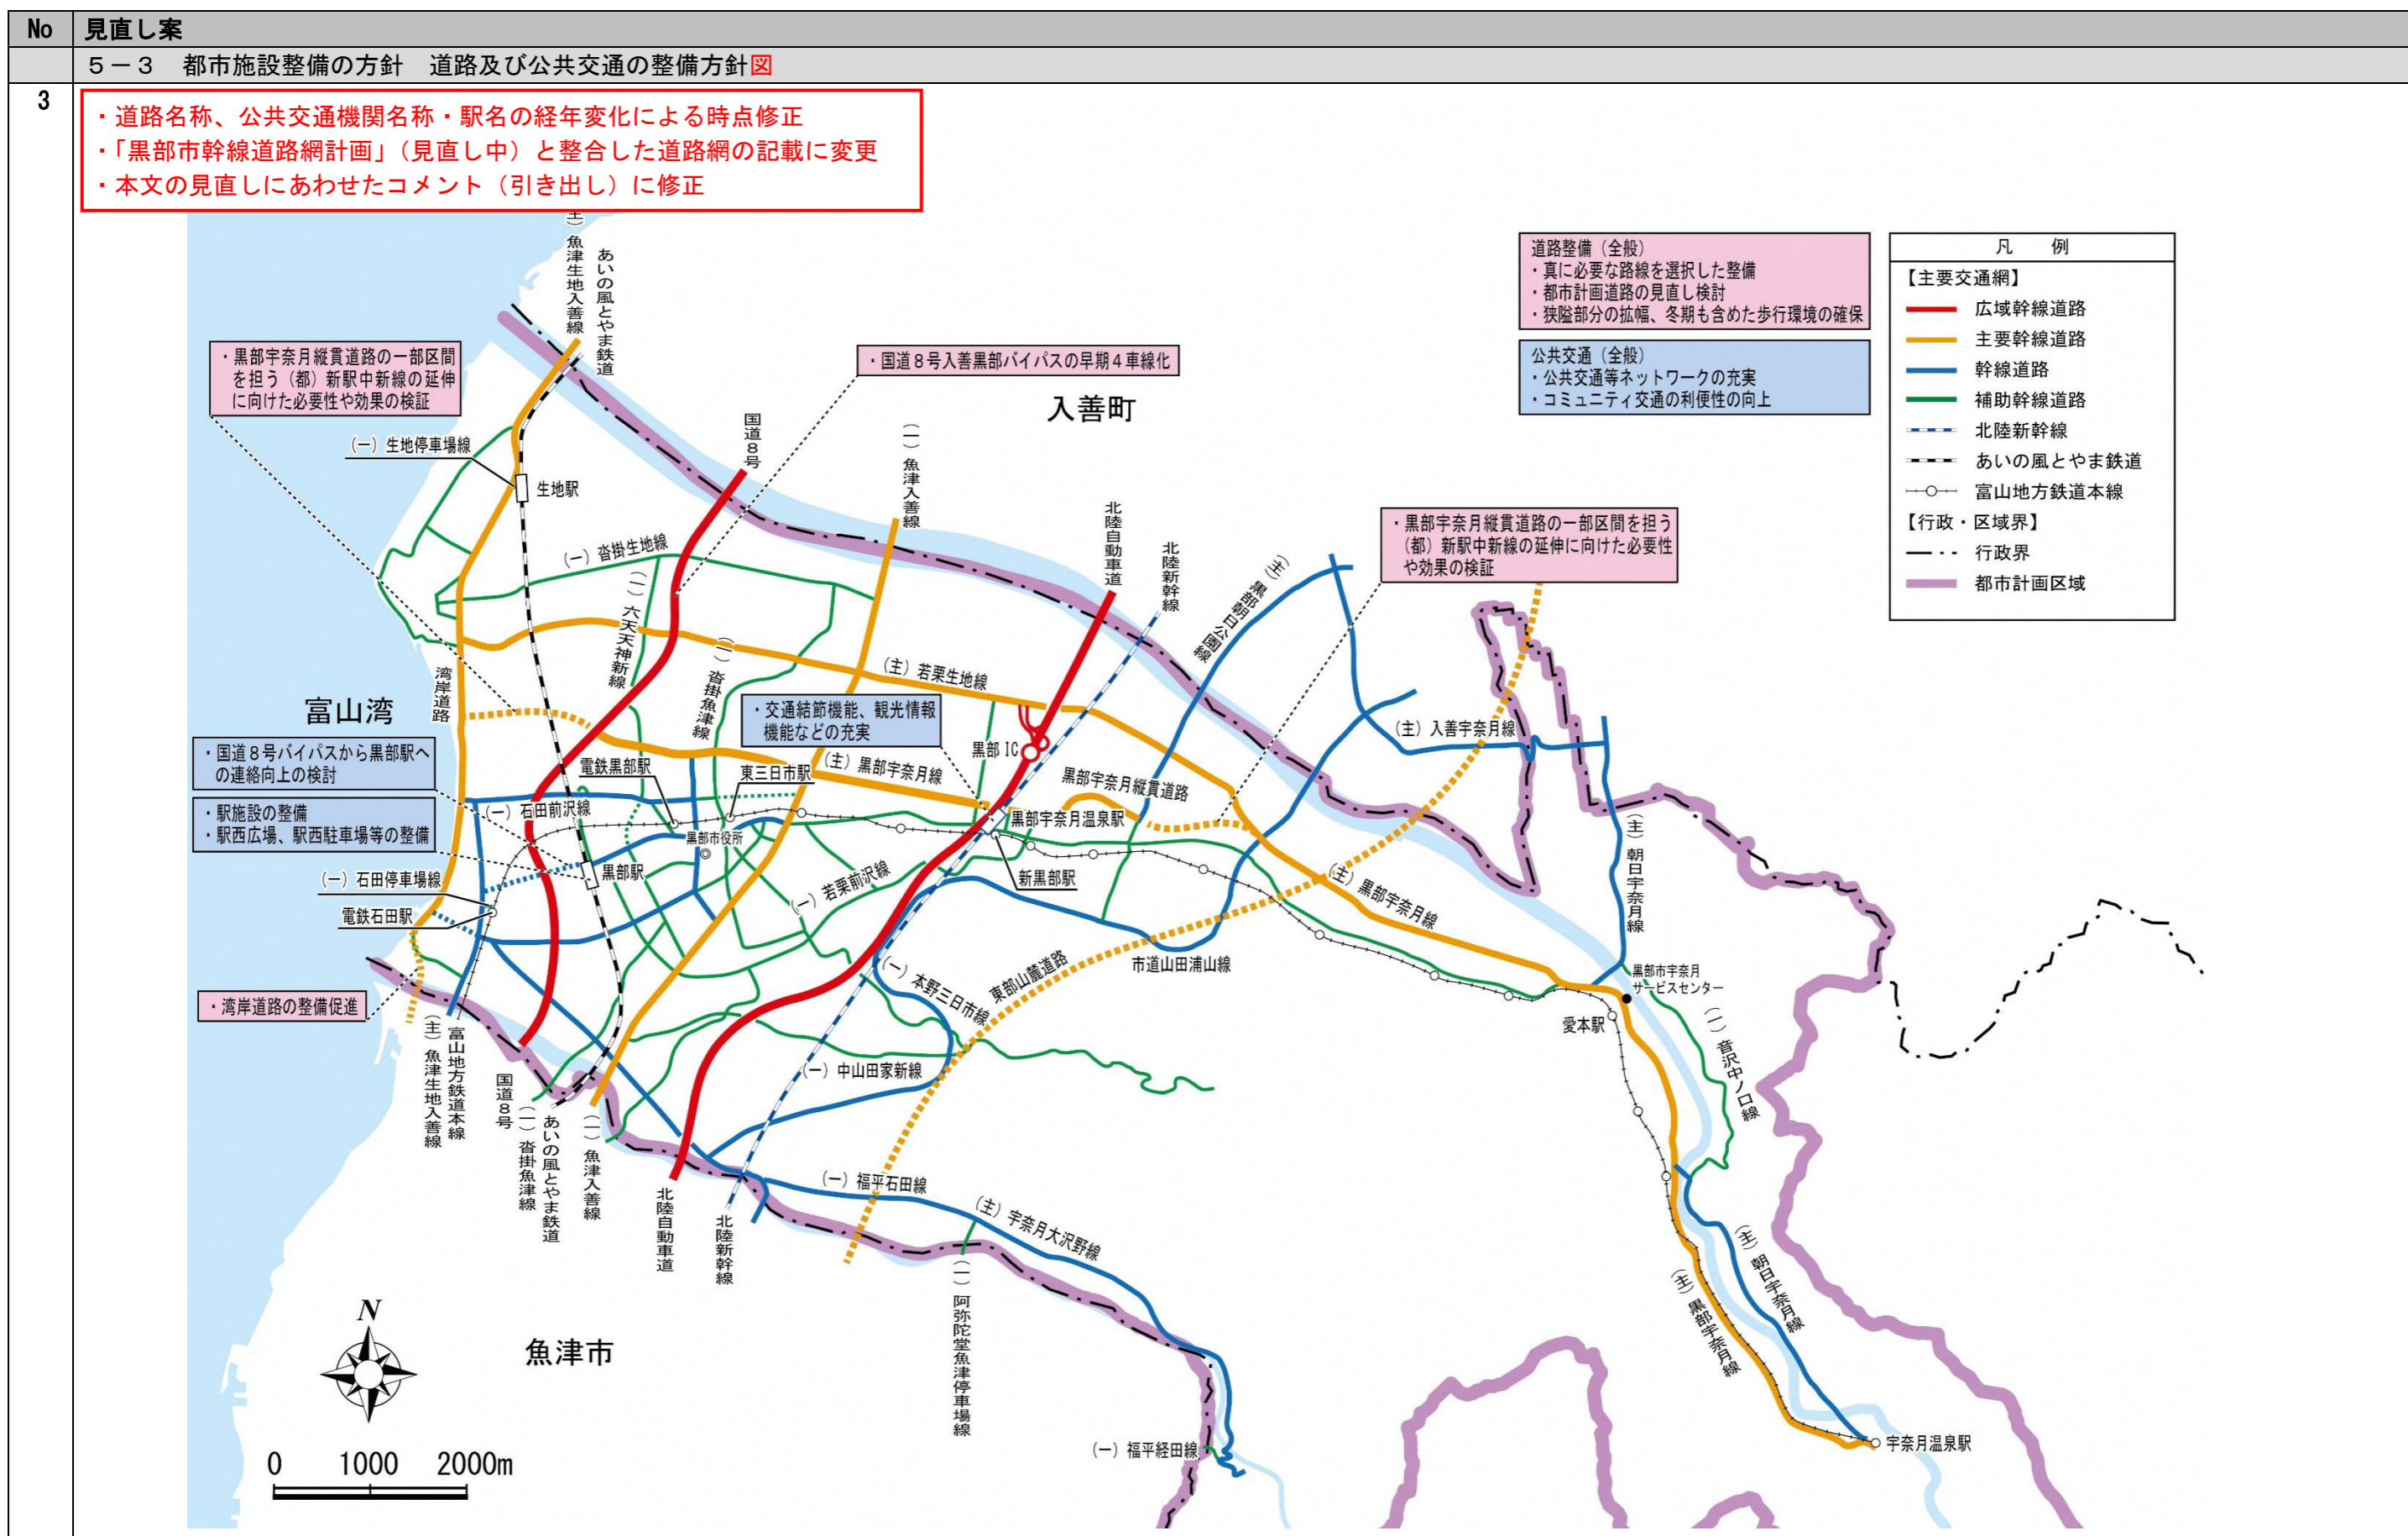 No 見直し案
５－３　都市施設整備の方針　道路及び公共交通の整備方針図
3
・道路名称、公共交通機関名称・駅名の経年変化による時点修正
・「黒部市幹線道路網計画」（見直し中）と整合した道路網の記載に変更
・本文の見直しにあわせたコメント（引き出し）に修正
主）魚津生地入善線
あいの風とやま鉄道
道路整備（全般）
・真に必要な路線を選択した整備
・都市計画道路の見直し検討
・狭隘部分の拡幅、冬期も含めた歩行環境の確保
公共交通（全般）
・公共交通等ネットワークの充実
・コミュニティ交通の利便性の向上
凡　例
【主要交通網】
広域幹線道路
主要幹線道路
幹線道路
補助幹線道路
北陸新幹線
あいの風とやま鉄道
富山地方鉄道本線
【行政・区域界】
行政界
都市計画区域
・黒部宇奈月縦貫道路の一部区間
を担う（都）新駅中新線の延伸
に向けた必要性や効果の検証
・国道８号入善黒部バイパスの早期４車線化
入善町
国道８号
（一）魚津入善線
（一）生地停車場線
生地駅
北陸自動車道
北陸新幹線
（主）黒部朝日公園線
・黒部宇奈月縦貫道路の一部区間を担う
（都）新駅中新線の延伸に向けた必要性
や効果の検証
（一）沓掛生地線
（一）六天天神新線
（一）沓掛魚津線
（主）若栗生地線
湾岸道路
富山湾
・交通結節機能、観光情報
機能などの充実
黒部 IC
（主）入善宇奈月線
・国道８号バイパスから黒部駅へ
の連絡向上の検討
電鉄黒部駅
東三日市駅
（主）黒部宇奈月線
黒部宇奈月縦貫道路
・駅施設の整備
・駅西広場、駅西駐車場等の整備
（一）石田前沢線
黒部市役所
黒部宇奈月温泉駅
（主）朝日宇奈月線
黒部駅
新黒部駅
（一）若栗前沢線
（一）石田停車場線
電鉄石田駅
（主）黒部宇奈月線
市道山田浦山線
東部山麓道路
（一）本野三日市線
黒部市宇奈月
サービスセンター
愛本駅
（一）音沢中ノ口線
・湾岸道路の整備促進
（主）魚津生地入善線
富山地方鉄道本線
国道８号
（一）沓掛魚津線
あいの風とやま鉄道
（一）魚津入善線
（一）中山田家新線
北陸自動車道
北陸新幹線
（一）福平石田線
（主）宇奈月大沢野線
（一）阿弥陀堂魚津停車場線
（主）朝日宇奈月線
（主）黒部宇奈月線
N
魚津市
0 1000 2000m
（一）福平経田線
宇奈月温泉駅